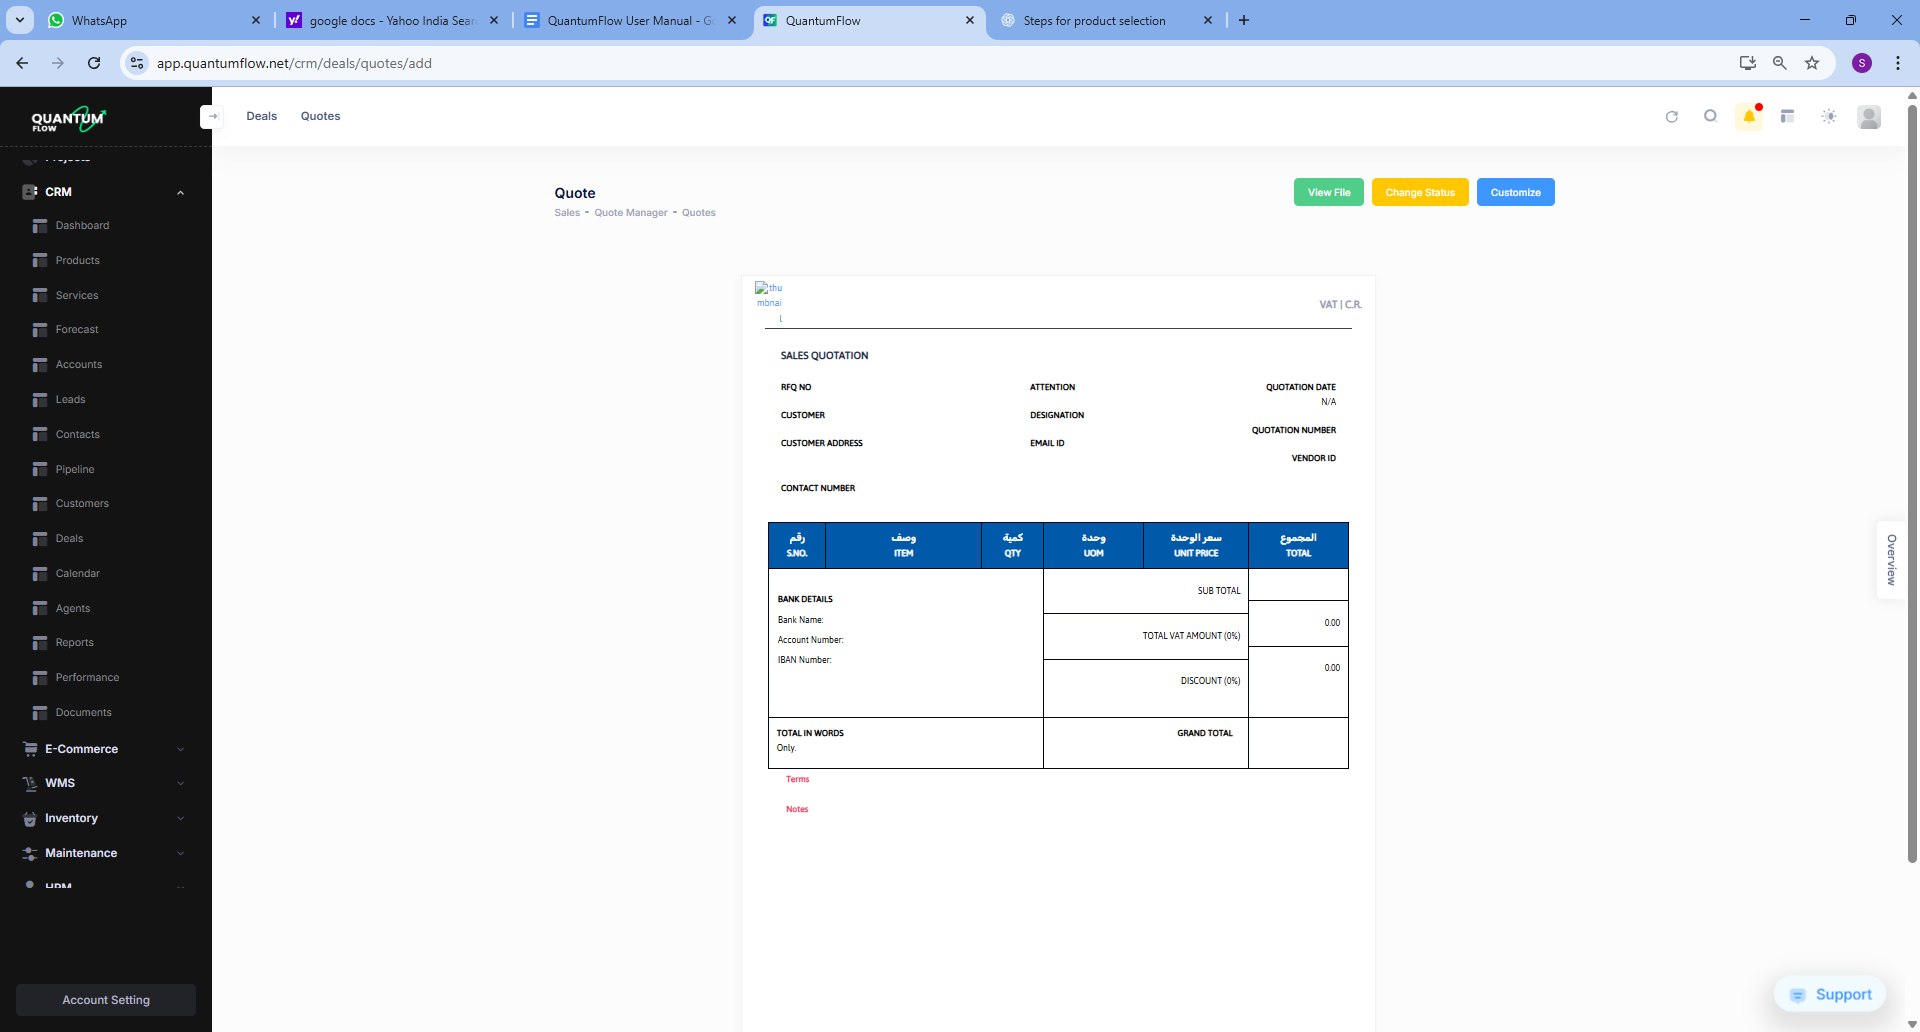 WhatsApp
google docs - Yahoo India Sear
QuantumFlow User Manual - G
QuantumFlow
Steps for product selection
app.quantumflow.net/crm/deals/quotes/add
S
QUANTUM
FLOW
Deals
Quotes
Projects
CRM
Dashboard
Products
Services
Forecast
Accounts
Leads
Contacts
Pipeline
Customers
Deals
Calendar
Agents
Reports
Performance
Documents
E-Commerce
WMS
Inventory
Maintenance
HRM
Account Setting
Quote
Sales - Quote Manager - Quotes
View File
Change Status
Customize
thu
mbnai
l
VAT | C.R.
SALES QUOTATION
RFQ NO
ATTENTION
QUOTATION DATE
N/A
CUSTOMER
DESIGNATION
QUOTATION NUMBER
CUSTOMER ADDRESS
EMAIL ID
VENDOR ID
CONTACT NUMBER
رقم
S.NO.
وصف
ITEM
كمية
QTY
وحدة
UOM
سعر الوحدة
UNIT PRICE
المجموع
TOTAL
BANK DETAILS
Bank Name:
Account Number:
IBAN Number:
SUB TOTAL
TOTAL VAT AMOUNT (0%)
0.00
DISCOUNT (0%)
0.00
TOTAL IN WORDS
Only.
GRAND TOTAL
Terms
Notes
Overview
Support